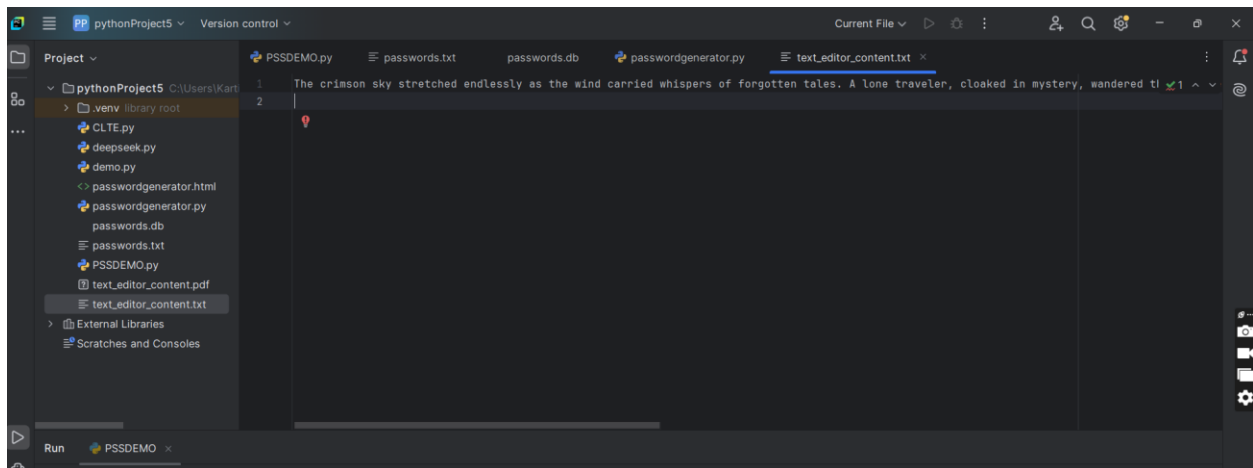 PP pythonProject5 Version control Current File
Project PSSDEMO.py passwords.txt passwords.db passwordgenerator.py text_editor_content.txt
pythonProject5 C:\Users\Karti
.venv library root
CLTE.py
deepseek.py
demo.py
passwordgenerator.html
passwordgenerator.py
passwords.db
passwords.txt
PSSDEMO.py
text_editor_content.pdf
text_editor_content.txt
External Libraries
Scratches and Consoles
1 The crimson sky stretched endlessly as the wind carried whispers of forgotten tales. A lone traveler, cloaked in mystery, wandered 1
2
Run PSSDEMO